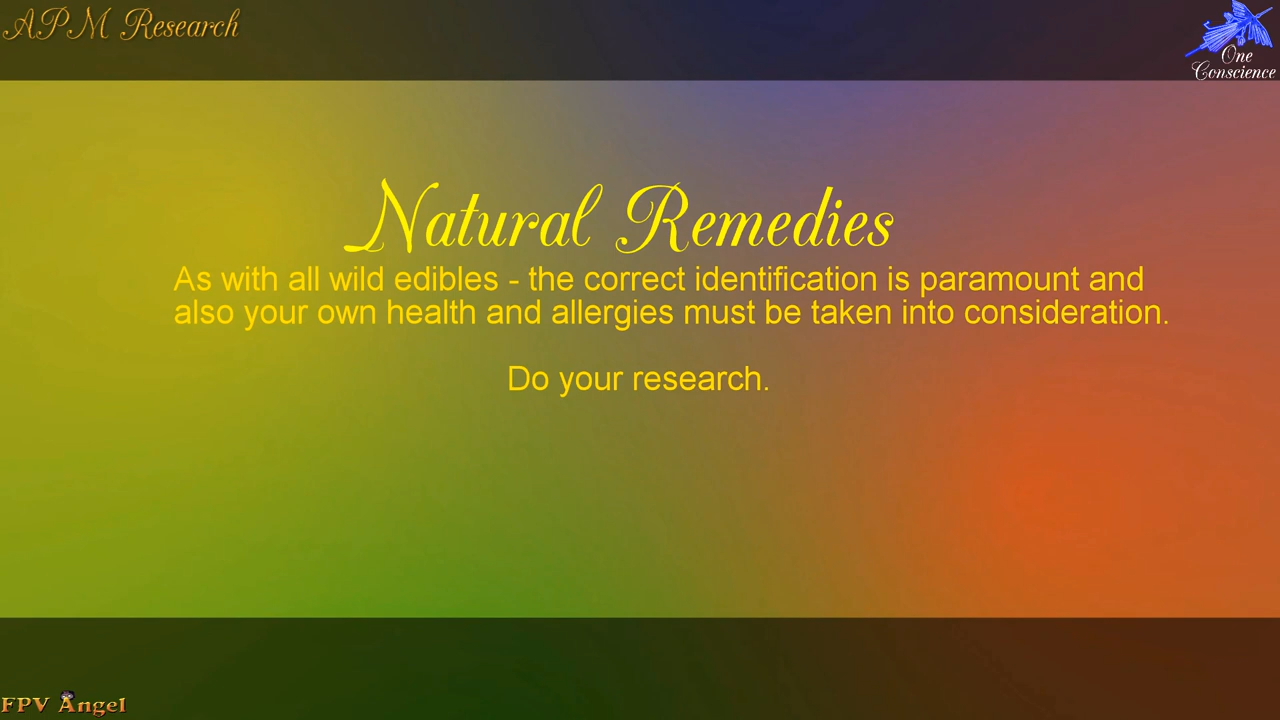 APM Research
One
Conscience
Natural Remedies
As with all wild edibles - the correct identification is paramount and
also your own health and allergies must be taken into consideration.
Do your research.
FPV Angel